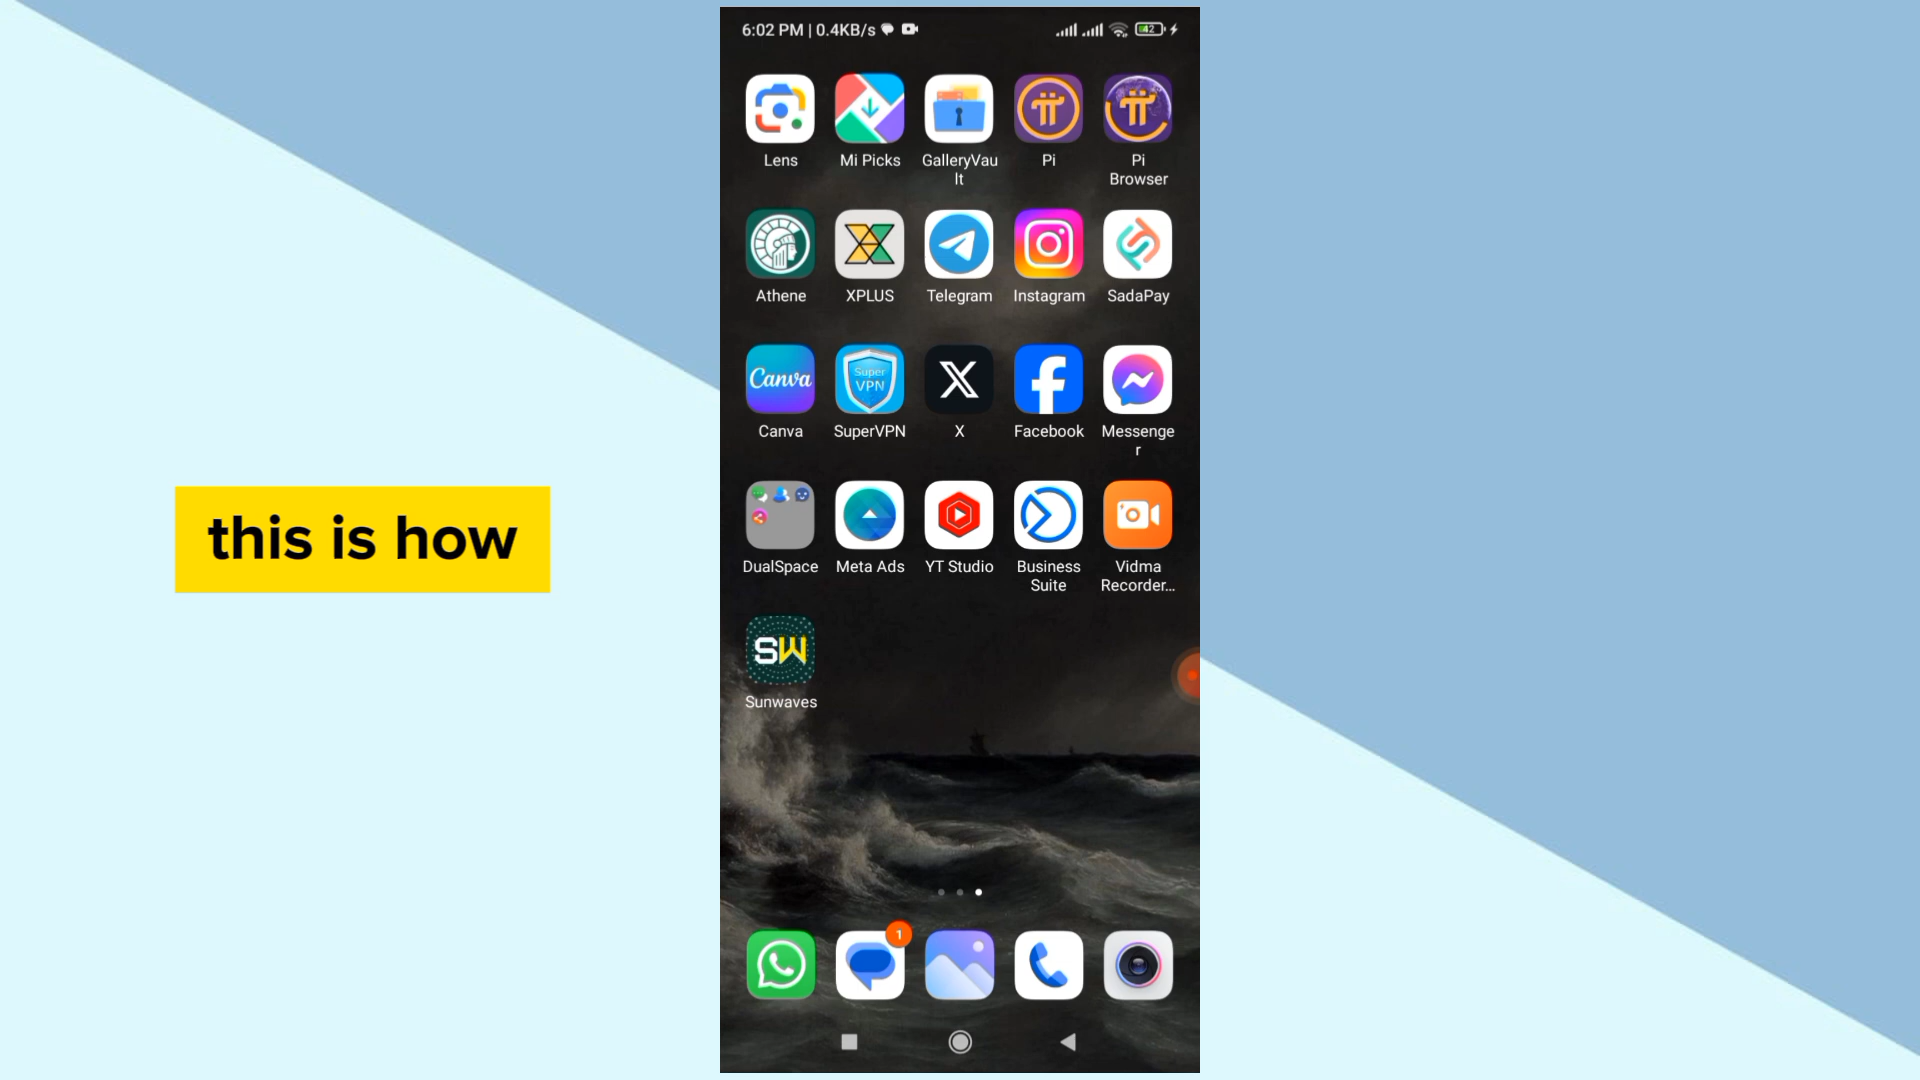 6:02 PM | 0.4KB/s
42
Lens
Mi Picks
GalleryVau
lt
Pi
Pi
Browser
Athene
XPLUS
Telegram
Instagram
SadaPay
Canva
Super
VPN
Canva
SuperVPN
X
Facebook
Messenge
r
this is how
DualSpace
Meta Ads
YT Studio
Business
Suite
Vidma
Recorder...
SW
Sunwaves
1